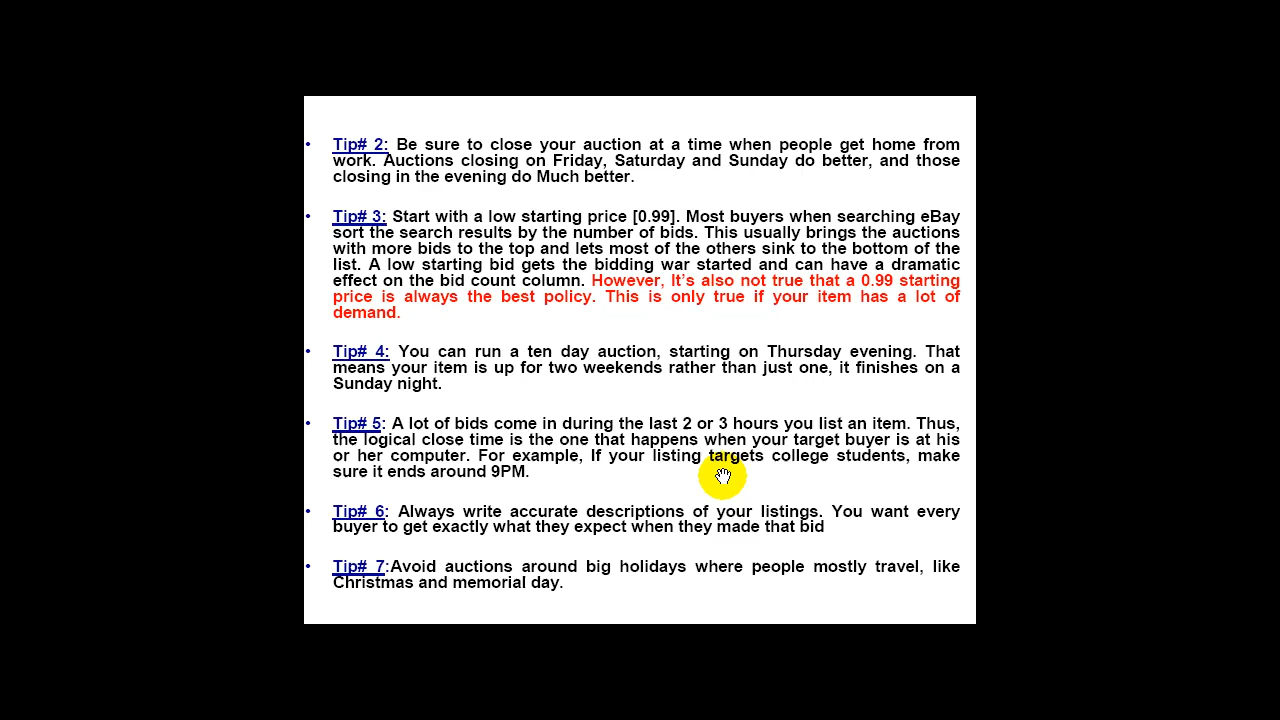 • Tip# 2: Be sure to close your auction at a time when people get home from
work. Auctions closing on Friday, Saturday and Sunday do better, and those
closing in the evening do Much better.
• Tip# 3: Start with a low starting price [0.99]. Most buyers when searching eBay
sort the search results by the number of bids. This usually brings the auctions
with more bids to the top and lets most of the others sink to the bottom of the
list. A low starting bid gets the bidding war started and can have a dramatic
effect on the bid count column. However, It's also not true that a 0.99 starting
price is always the best policy. This is only true if your item has a lot of
demand.
• Tip# 4: You can run a ten day auction, starting on Thursday evening. That
means your item is up for two weekends rather than just one, it finishes on a
Sunday night.
• Tip# 5: A lot of bids come in during the last 2 or 3 hours you list an item. Thus,
the logical close time is the one that happens when your target buyer is at his
or her computer. For example, If your listing targets college students, make
sure it ends around 9PM.
• Tip# 6: Always write accurate descriptions of your listings. You want every
buyer to get exactly what they expect when they made that bid
• Tip# 7:Avoid auctions around big holidays where people mostly travel, like
Christmas and memorial day.